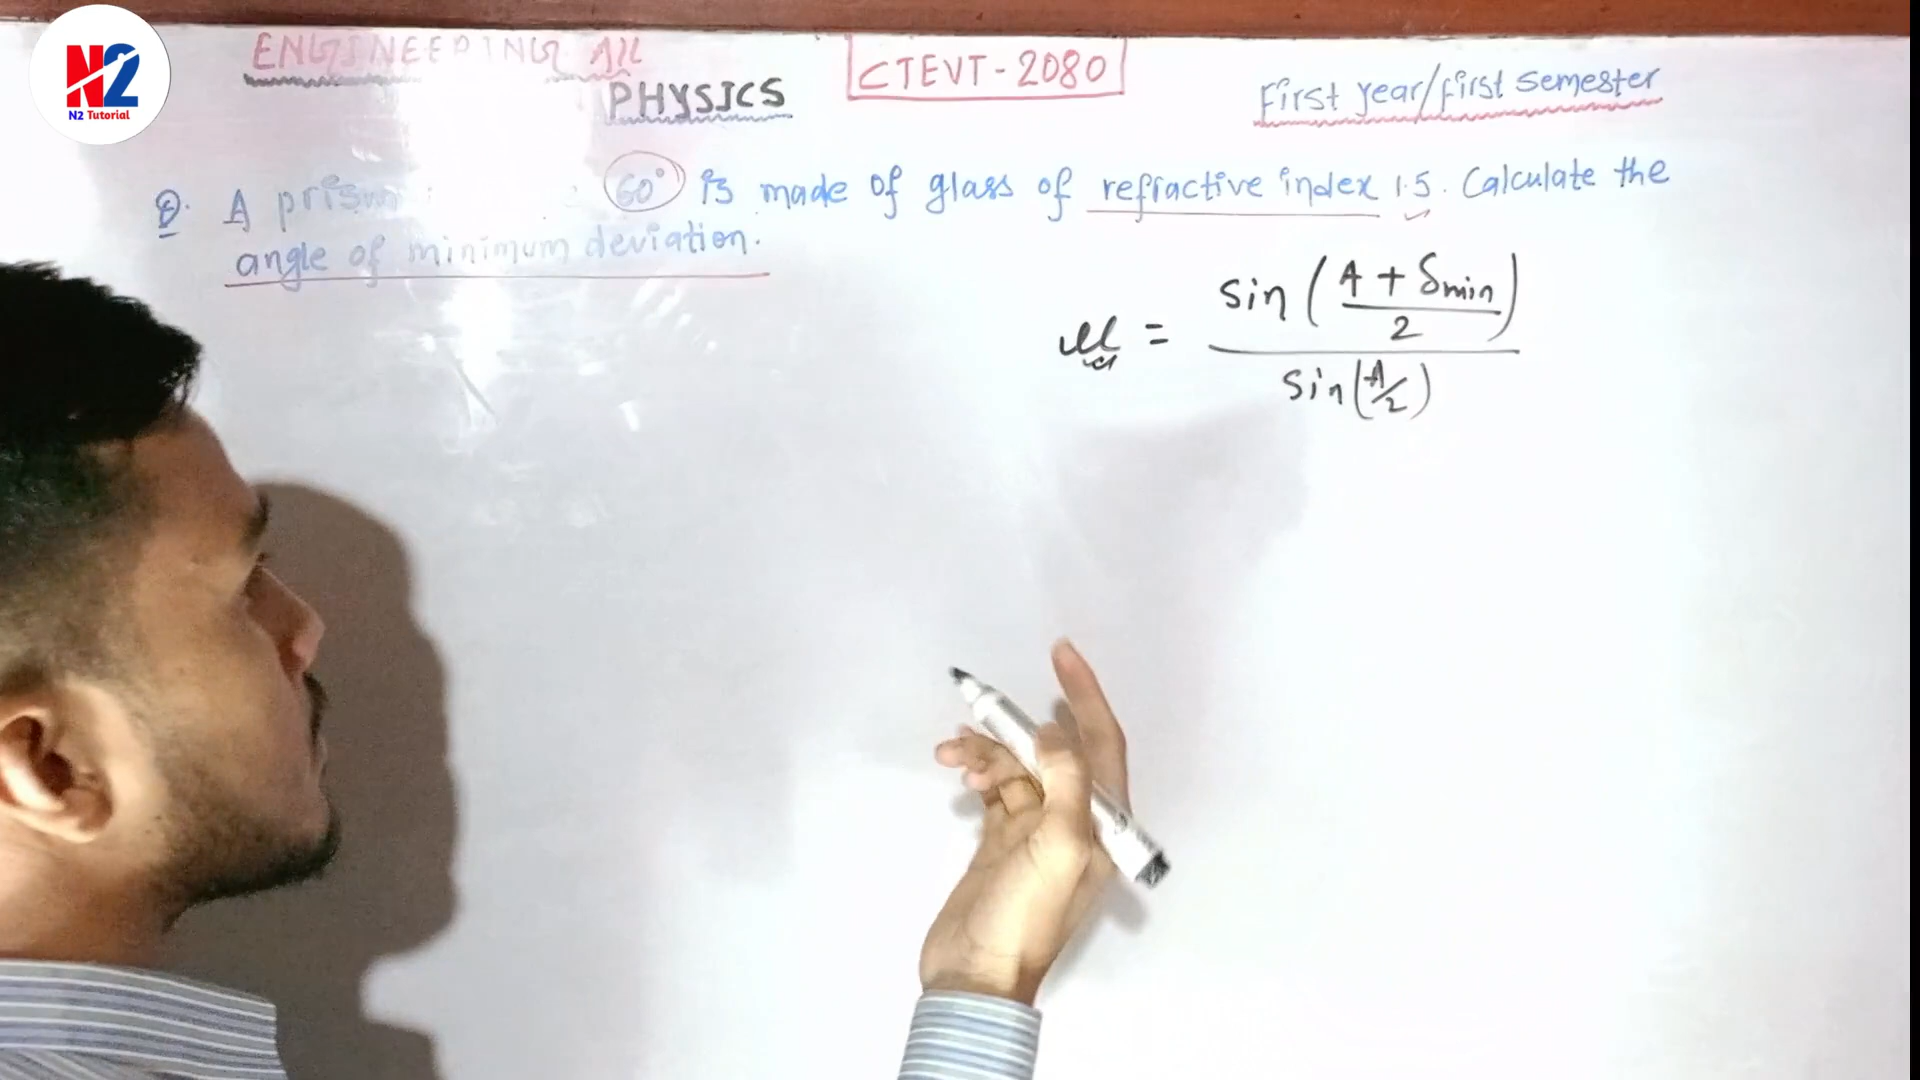 N2
N2 Tutorial
ENGINEERING All
PHYSICS
CTEVT-2080
First year/first semester
Q. A prism 60° is made of glass of refractive index 1.5. Calculate the
angle of minimum deviation.
μ = sin(A + δmin/2) / sin(A/2)